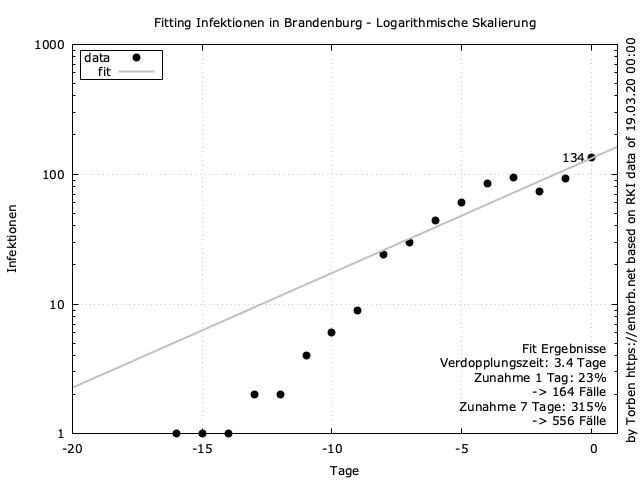 Fitting Infektionen in Brandenburg - Logarithmische Skalierung
1000
100
10
1
Infektionen
data
fit
134
Fit Ergebnisse
Verdopplungszeit: 3.4 Tage
Zunahme 1 Tag: 23%
-> 164 Fälle
Zunahme 7 Tage: 315%
-> 556 Fälle
-20 -15 -10 -5 0
Tage
by Torben https://entorb.net based on RKI data of 19.03.20 00:00